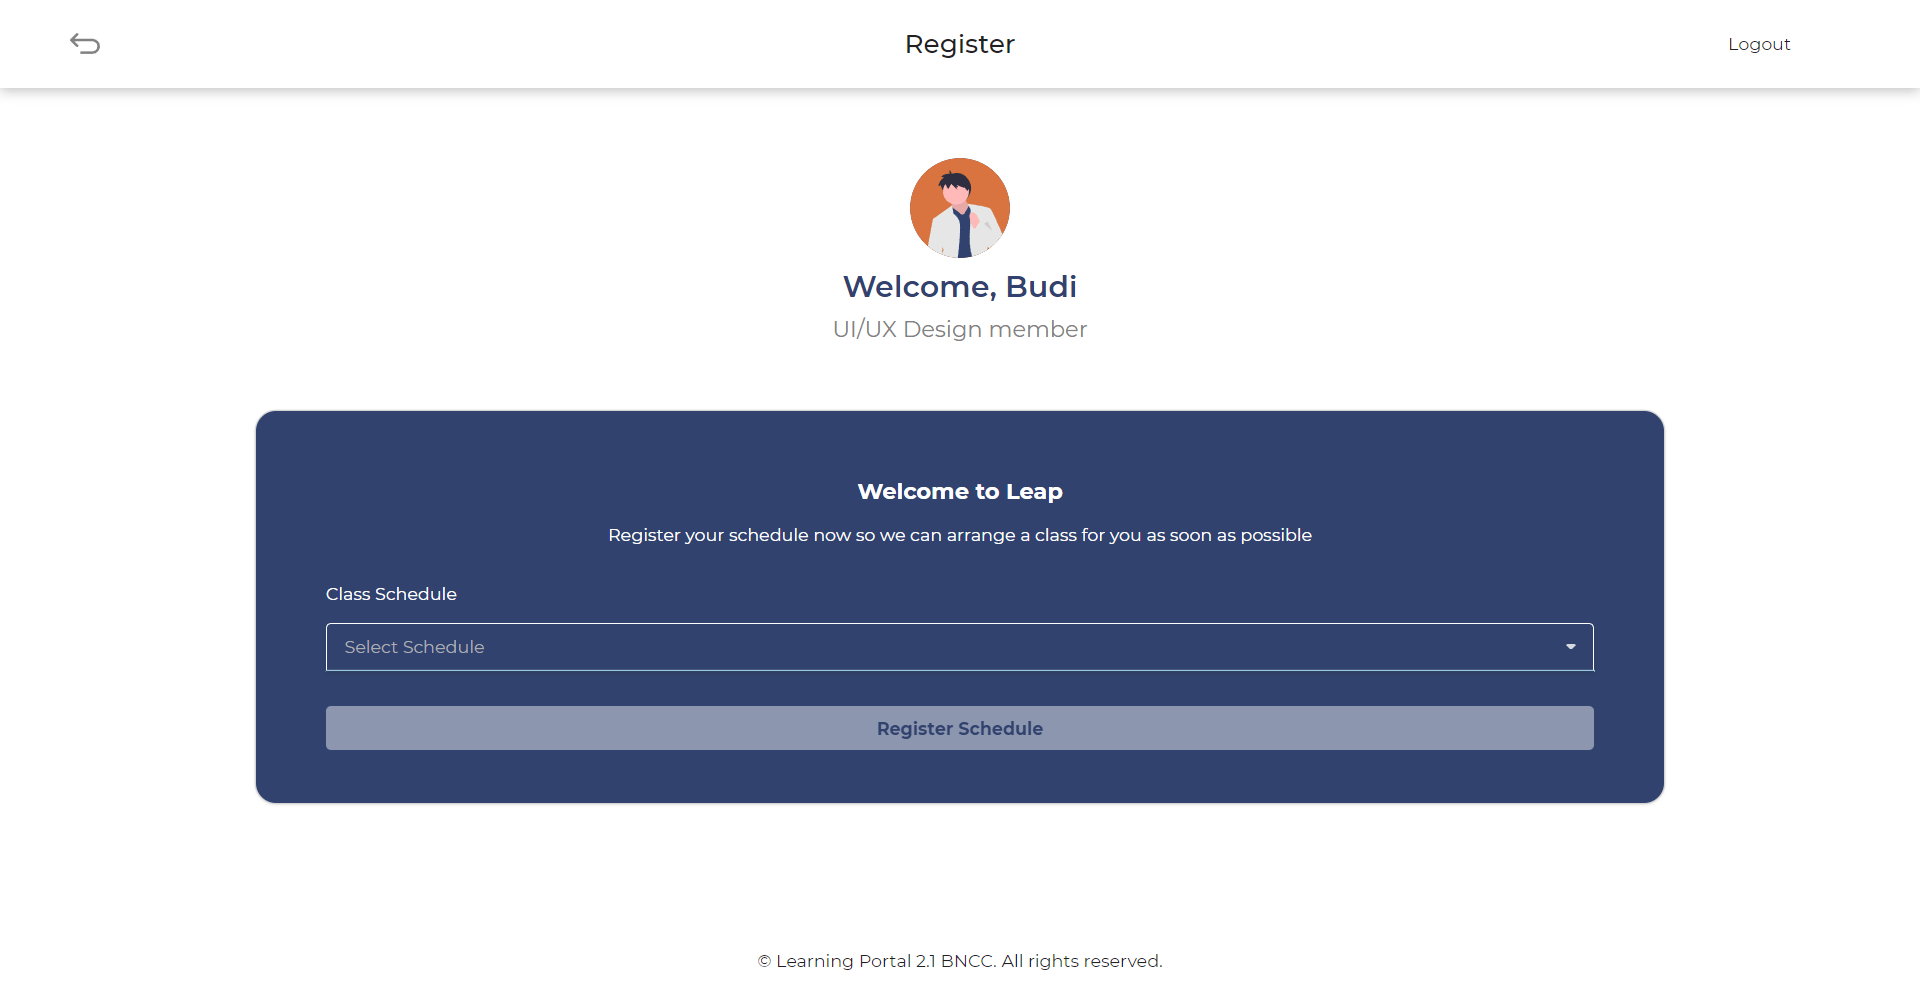 Register
Logout
Welcome, Budi
UI/UX Design member
Welcome to Leap
Register your schedule now so we can arrange a class for you as soon as possible
Class Schedule
Select Schedule
Register Schedule
© Learning Portal 2.1 BNCC. All rights reserved.